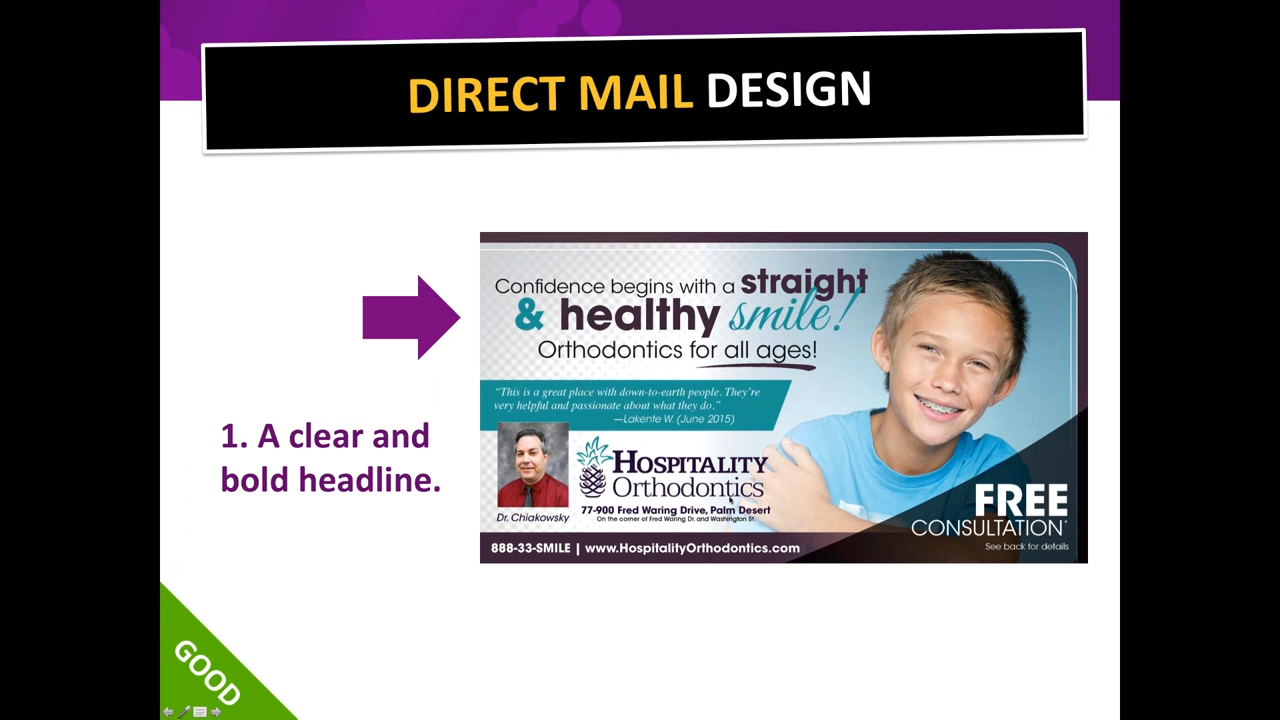 DIRECT MAIL DESIGN
1. A clear and
bold headline.
Confidence begins with a straight
& healthy smile!
Orthodontics for all ages!
“This is a great place with down-to-earth people. They’re
very helpful and passionate about what they do.”
—Lakente W. (June 2015)
Dr. Chiakowsky
HOSPITALITY
Orthodontics
77-900 Fred Waring Drive, Palm Desert
On the corner of Fred Waring Dr. and Washington St.
888-33-SMILE | www.HospitalityOrthodontics.com
FREE
CONSULTATION*
See back for details
GOOD